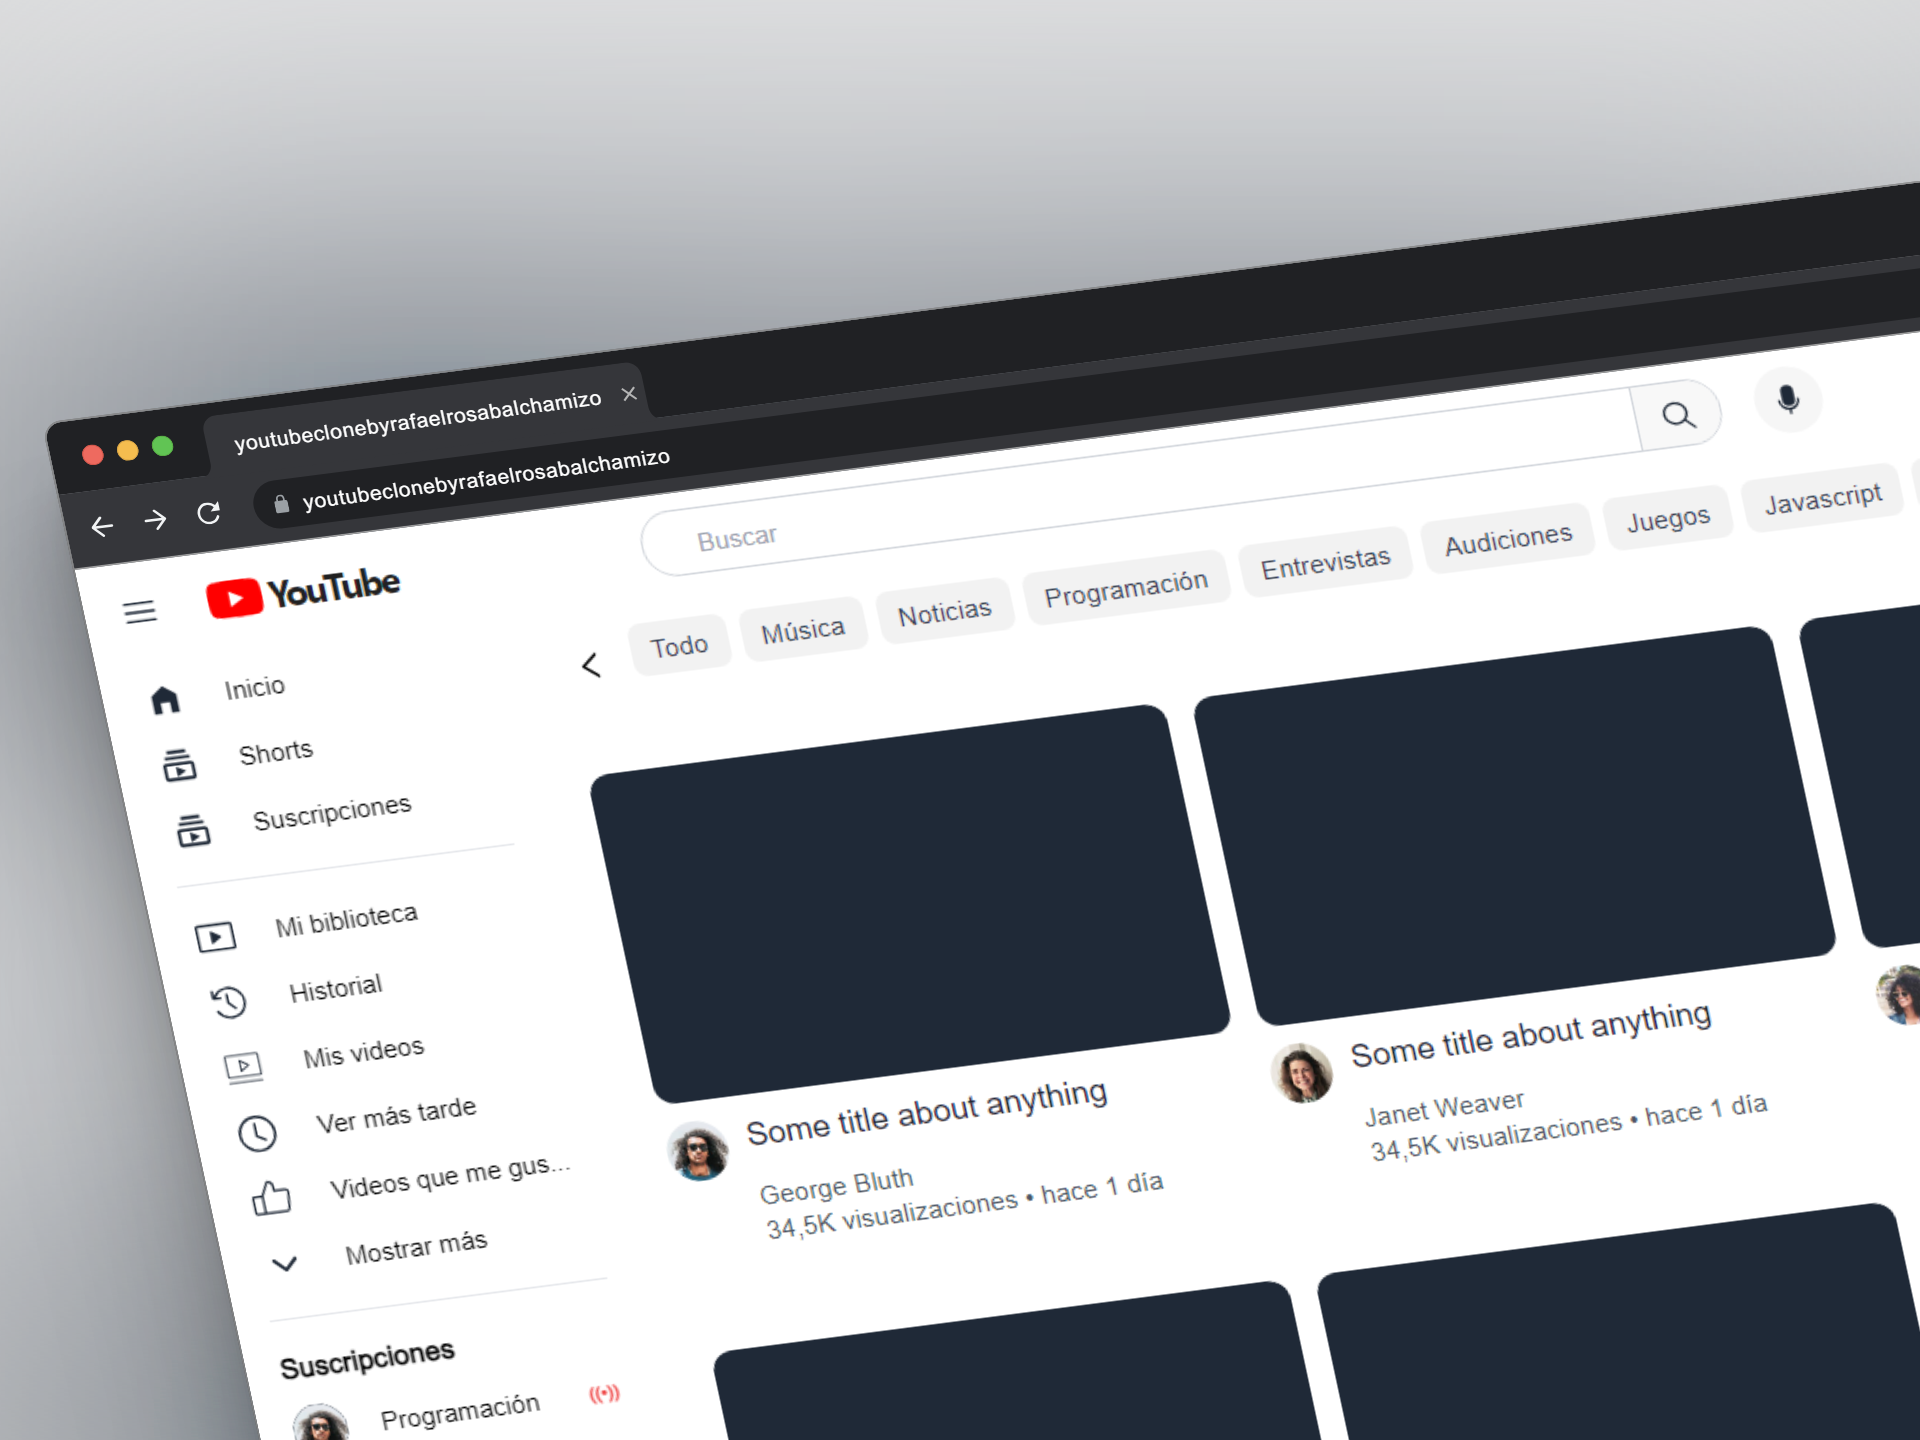 youtubeclonebyrafaelrosabalchamizo
youtubeclonebyrafaelrosabalchamizo
YouTube
Buscar
Todo
Música
Noticias
Programación
Entrevistas
Audiciones
Juegos
Javascript
Inicio
Shorts
Suscripciones
Mi biblioteca
Historial
Mis videos
Ver más tarde
Videos que me gus...
Mostrar más
Suscripciones
Programación
Some title about anything
George Bluth
34,5K visualizaciones • hace 1 día
Some title about anything
Janet Weaver
34,5K visualizaciones • hace 1 día